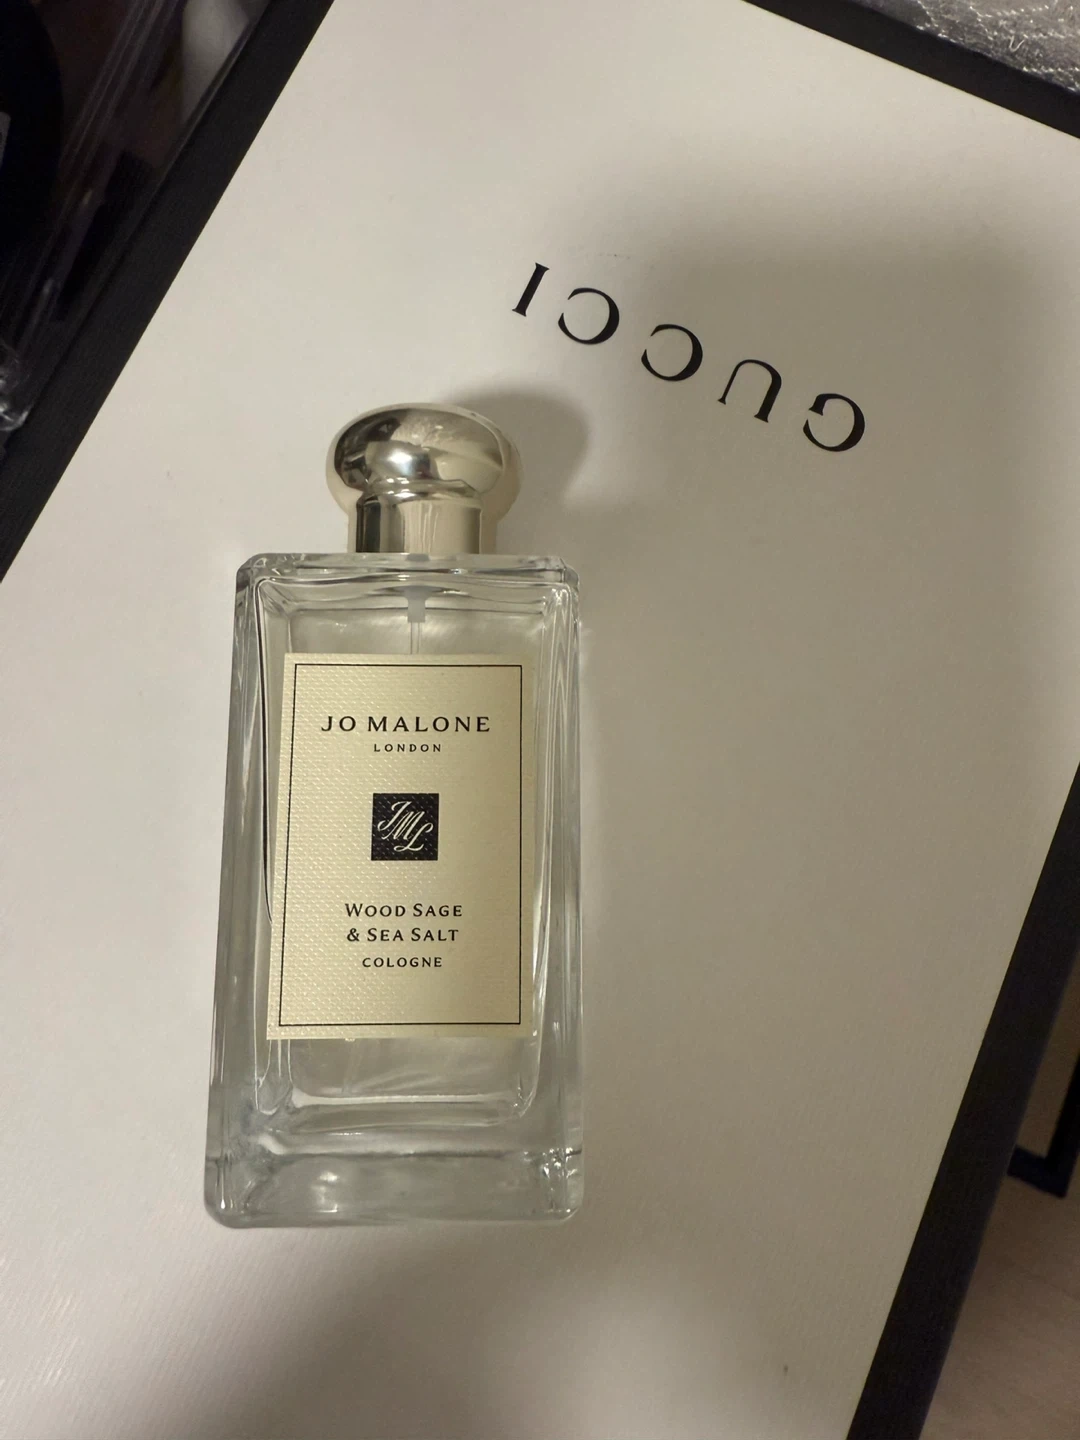 GUCCI
JO MALONE
LONDON
JML
WOOD SAGE
& SEA SALT
COLOGNE